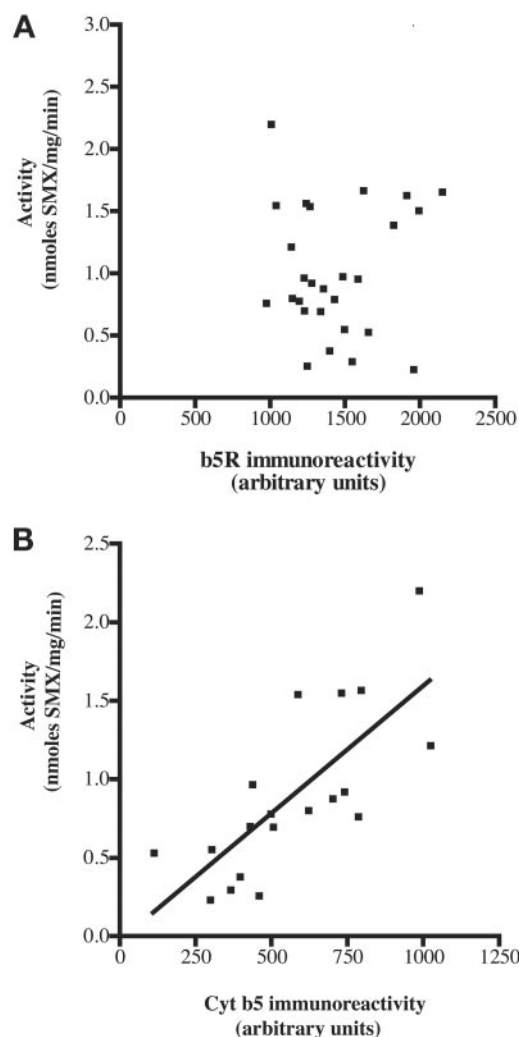 A
3.0
2.5
2.0
1.5
1.0
0.5
0.0
Activity
(nmoles SMX/mg/min)
0 500 1000 1500 2000 2500
b5R immunoreactivity
(arbitrary units)
B
2.5
2.0
1.5
1.0
0.5
0.0
Activity
(nmoles SMX/mg/min)
0 250 500 750 1000 1250
Cyt b5 immunoreactivity
(arbitrary units)